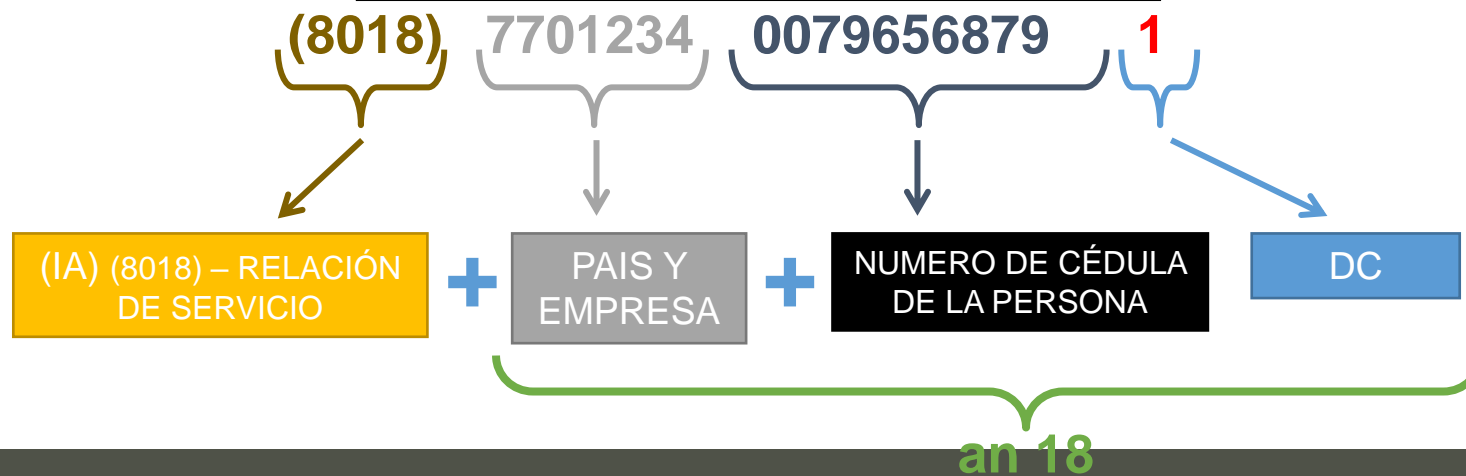 (8018) 7701234 0079656879 1
(IA) (8018) – RELACIÓN
DE SERVICIO
+
PAIS Y
EMPRESA
+
NUMERO DE CÉDULA
DE LA PERSONA
DC
an 18